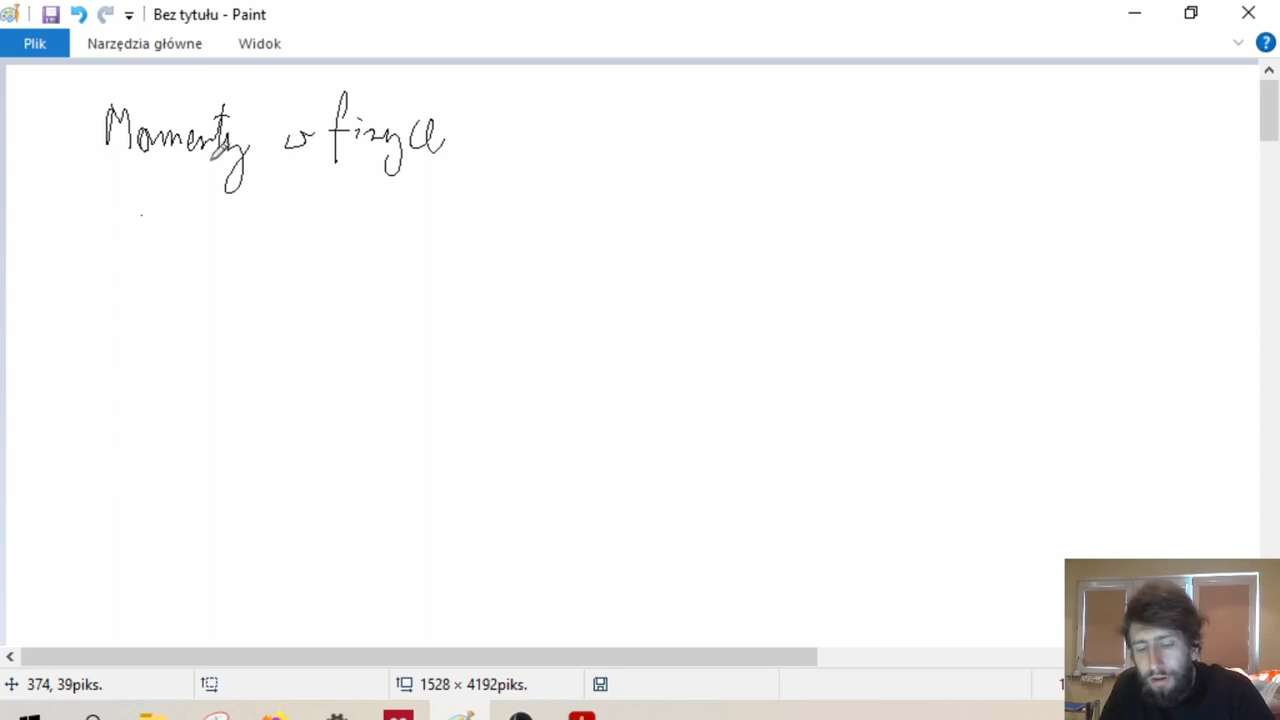 Bez tytułu - Paint
Plik Narzędzia główne Widok
Momenty w fizyce
374, 39piks. 1528 × 4192piks.